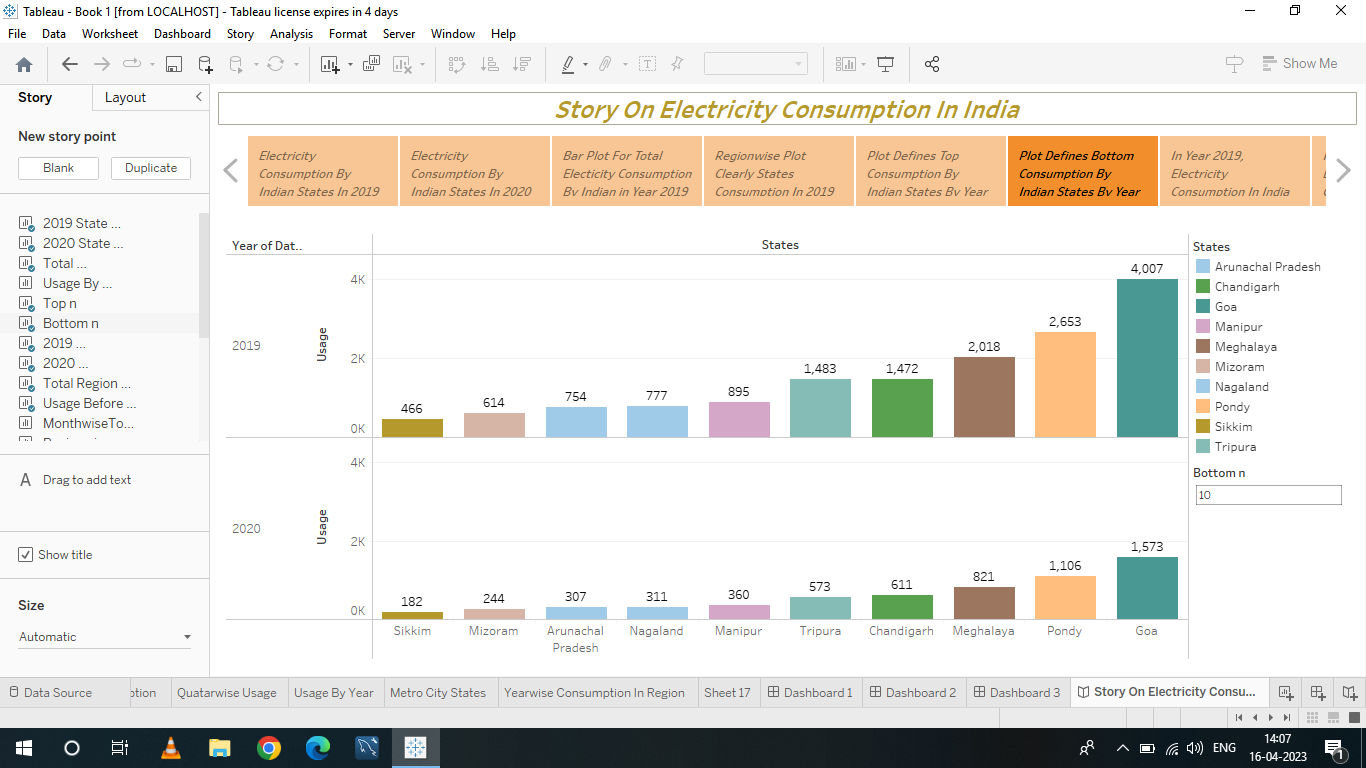 Tableau - Book 1 [from LOCALHOST] - Tableau license expires in 4 days
File Data Worksheet Dashboard Story Analysis Format Server Window Help
Show Me
Story Layout
New story point
Blank Duplicate
2019 State ...
2020 State ...
Total ...
Usage By ...
Top n
Bottom n
2019 ...
2020 ...
Total Region ...
Usage Before ...
MonthwiseTo...
A Drag to add text
Show title
Size
Automatic
Story On Electricity Consumption In India
Electricity
Consumption By
Indian States In 2019
Electricity
Consumption By
Indian States In 2020
Bar Plot For Total
Electicity Consumption
By Indian in Year 2019
Regionwise Plot
Clearly States
Consumption In 2019
Plot Defines Top
Consumption By
Indian States By Year
Plot Defines Bottom
Consumption By
Indian States By Year
In Year 2019,
Electricity
Consumption In India
Year of Dat.. States
2019
Usage
4K
2K
0K
466 614 754 777 895 1,483 1,472 2,018 2,653 4,007
2020
Usage
4K
2K
0K
182 244 307 311 360 573 611 821 1,106 1,573
Sikkim Mizoram Arunachal Nagaland Manipur Tripura Chandigarh Meghalaya Pondy Goa
Pradesh
States
Arunachal Pradesh
Chandigarh
Goa
Manipur
Meghalaya
Mizoram
Nagaland
Pondy
Sikkim
Tripura
Bottom n
10
Data Source ption Quatarwise Usage Usage By Year Metro City States Yearwise Consumption In Region Sheet 17 Dashboard 1 Dashboard 2 Dashboard 3 Story On Electricity Consu...
ENG
14:07
16-04-2023
1